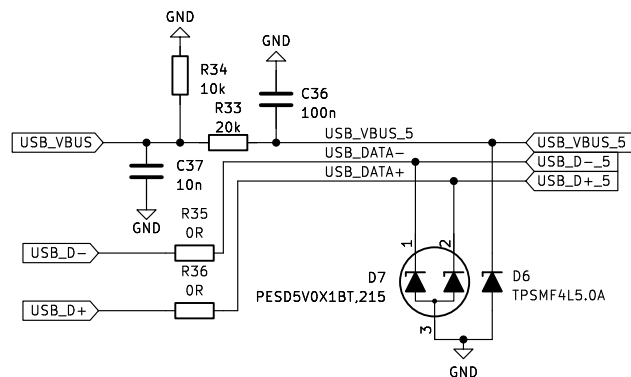 GND
GND
R34
10k
R33
20k
C36
100n
USB_VBUS
USB_VBUS_5
USB_VBUS_5
C37
10n
USB_DATA-
USB_D-_5
USB_DATA+
USB_D+_5
GND
R35
0R
USB_D-
R36
0R
USB_D+
1
2
D7
PESD5V0X1BT,215
D6
TPSMF4L5.0A
3
GND